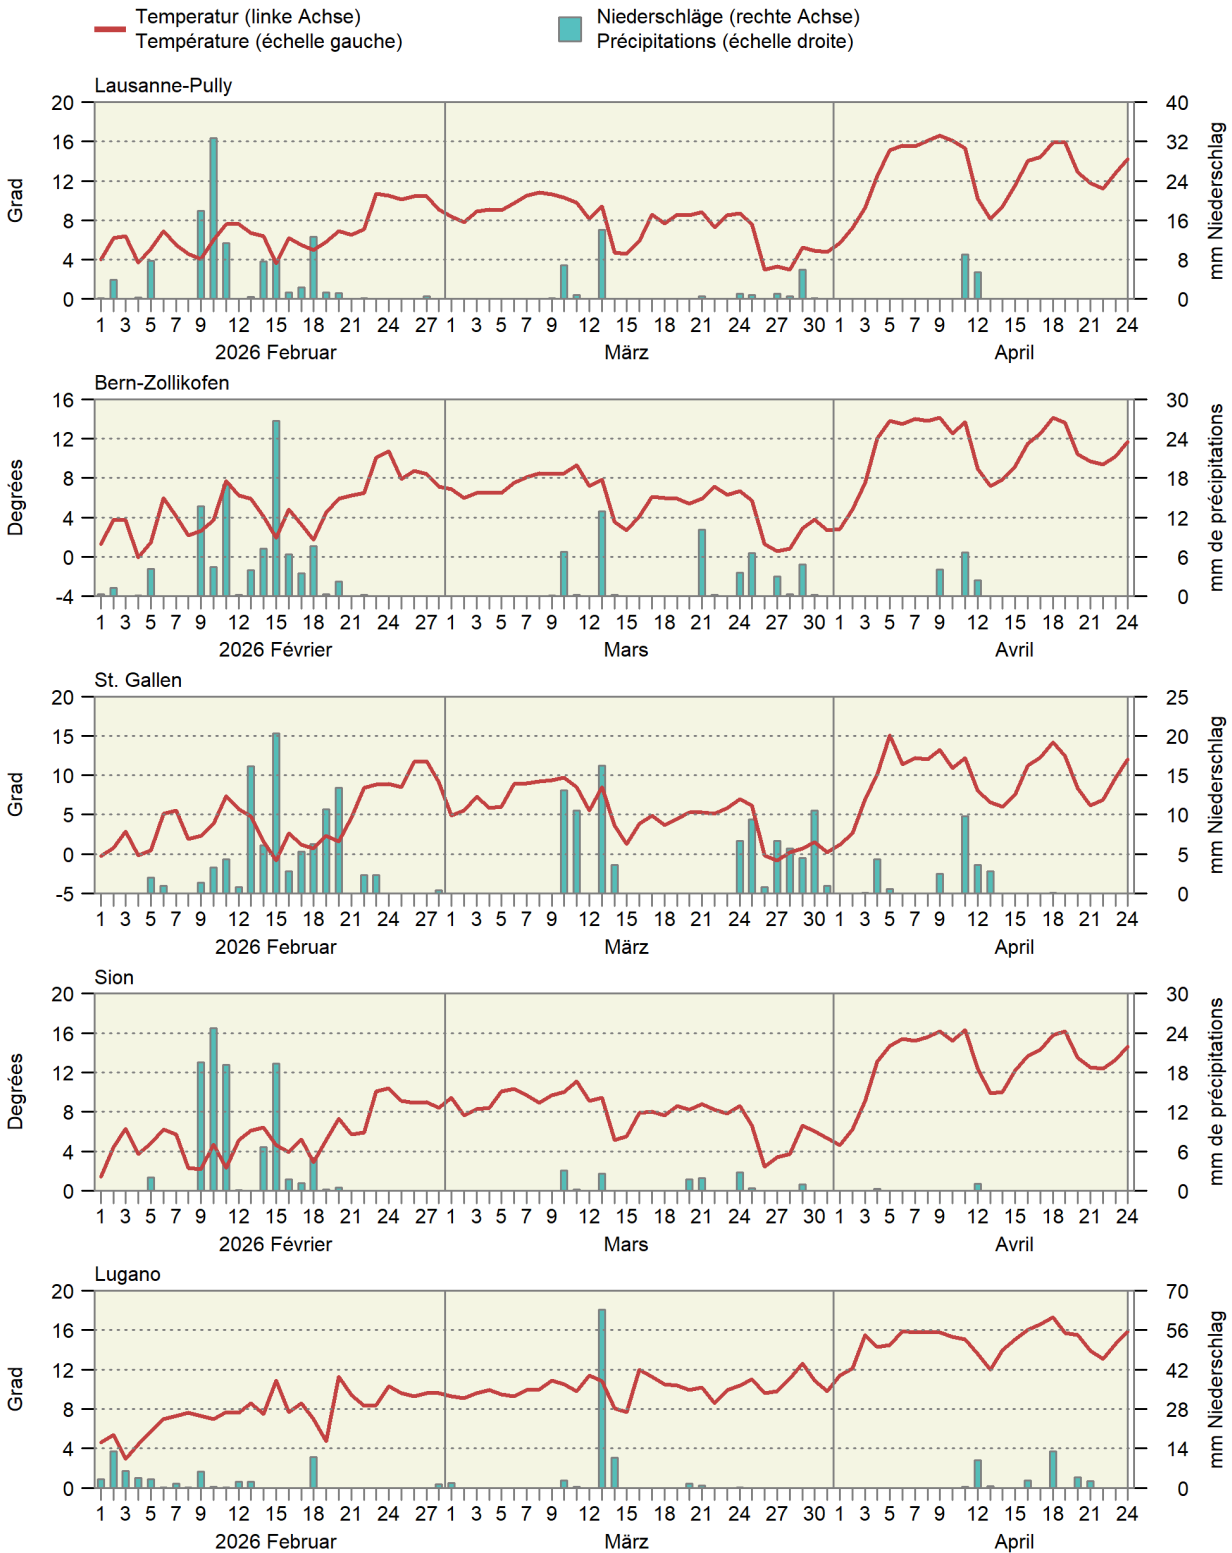 Temperatur (linke Achse)
Température (échelle gauche)
Niederschläge (rechte Achse)
Précipitations (échelle droite)
Lausanne-Pully
20 16 12 8 4 0
Grad
40 32 24 16 8 0
mm Niederschlag
1 3 5 7 9 12 15 18 21 24 27 1 3 5 7 9 12 15 18 21 24 27 30 1 3 5 7 9 12 15 18 21 24
2026 Februar März April
Bern-Zollikofen
16 12 8 4 0 -4
Degrées
30 24 18 12 6 0
mm de précipitations
1 3 5 7 9 12 15 18 21 24 27 1 3 5 7 9 12 15 18 21 24 27 30 1 3 5 7 9 12 15 18 21 24
2026 Février Mars Avril
St. Gallen
20 15 10 5 0 -5
Grad
25 20 15 10 5 0
mm Niederschlag
1 3 5 7 9 12 15 18 21 24 27 1 3 5 7 9 12 15 18 21 24 27 30 1 3 5 7 9 12 15 18 21 24
2026 Februar März April
Sion
20 16 12 8 4 0
Degrées
30 24 18 12 6 0
mm de précipitations
1 3 5 7 9 12 15 18 21 24 27 1 3 5 7 9 12 15 18 21 24 27 30 1 3 5 7 9 12 15 18 21 24
2026 Février Mars Avril
Lugano
20 16 12 8 4 0
Grad
70 56 42 28 14 0
mm Niederschlag
1 3 5 7 9 12 15 18 21 24 27 1 3 5 7 9 12 15 18 21 24 27 30 1 3 5 7 9 12 15 18 21 24
2026 Februar März April